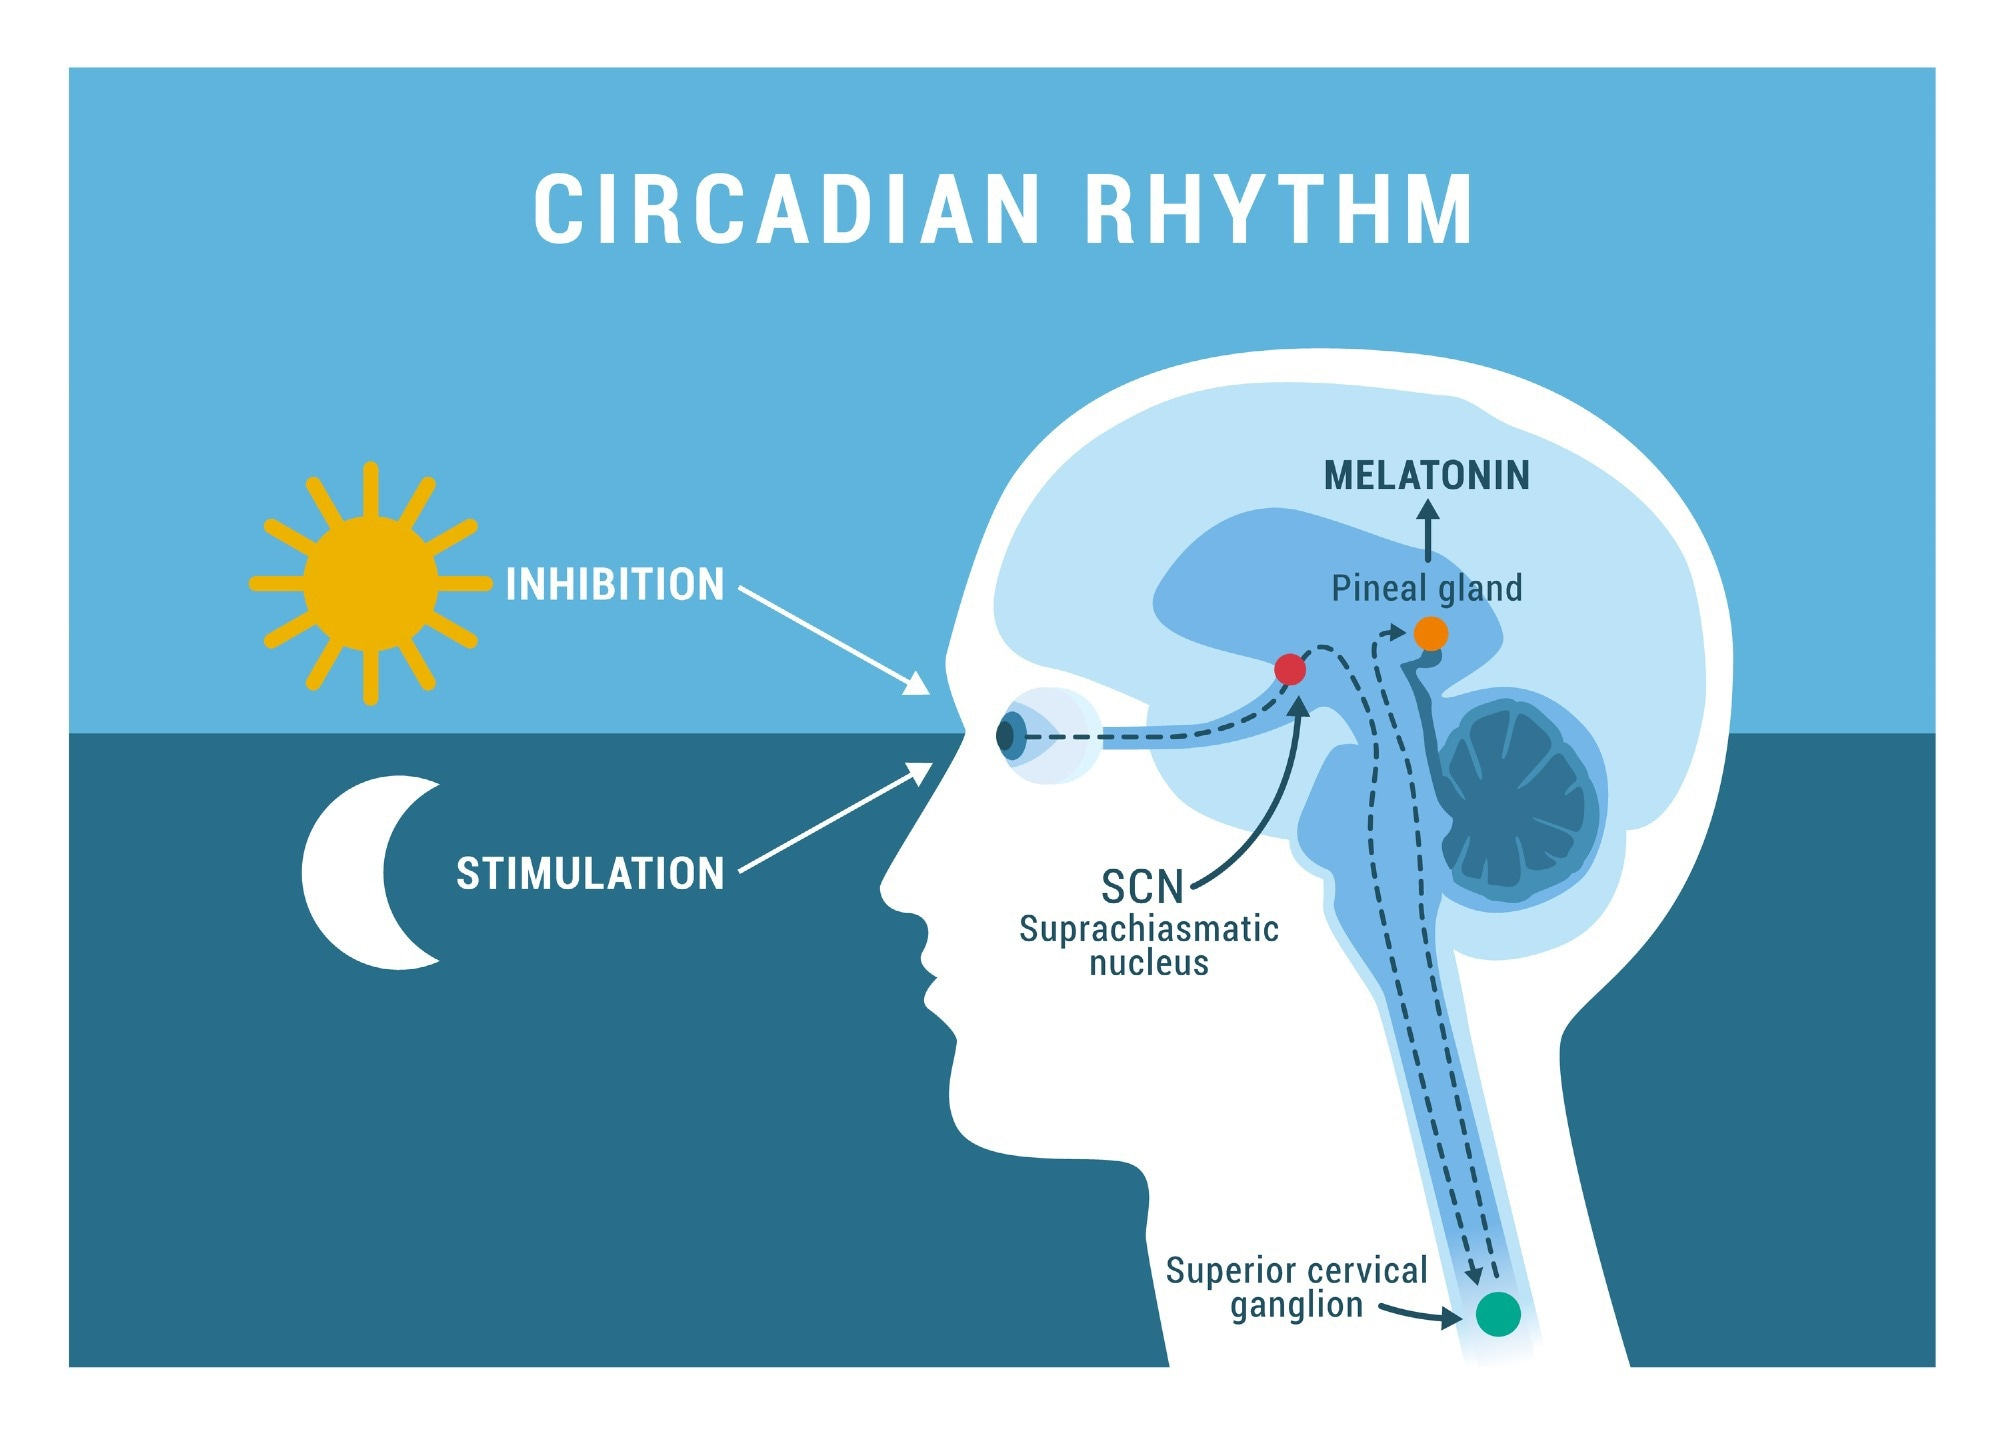 CIRCADIAN RHYTHM
MELATONIN
Pineal gland
INHIBITION
STIMULATION
SCN
Suprachiasmatic
nucleus
Superior cervical
ganglion